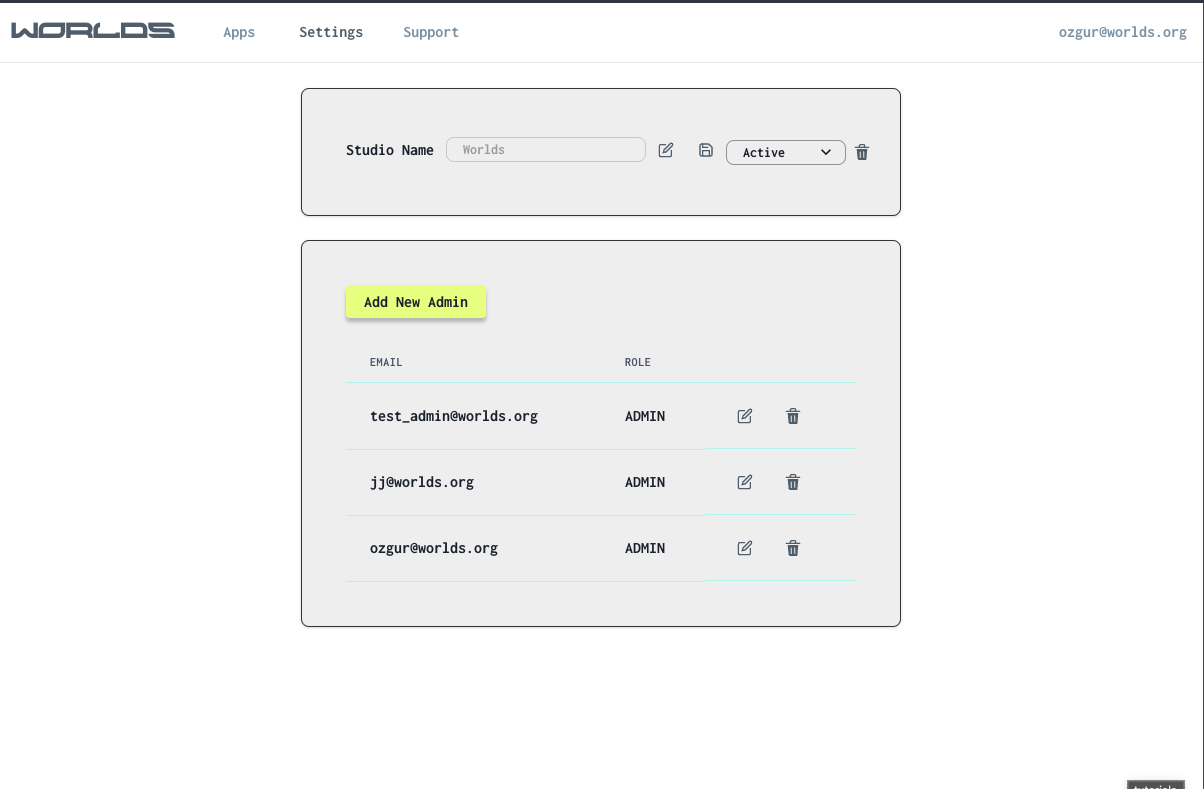 WORLDS Apps Settings Support ozgur@worlds.org
Studio Name Worlds Active
Add New Admin
EMAIL ROLE
test_admin@worlds.org ADMIN
jj@worlds.org ADMIN
ozgur@worlds.org ADMIN